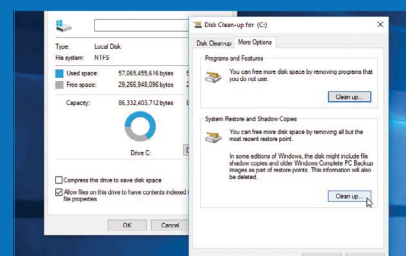 Type: Local Disk
File system: NTFS
Used space: 57,065,455,616 bytes
Free space: 29,266,948,096 bytes
Capacity: 86,332,403,712 bytes
Drive C:
Compress this drive to save disk space
Allow files on this drive to have contents indexed
file properties
OK Cancel
Disk Clean-up for (C:)
Disk Clean-up More Options
Programs and Features
You can free more disk space by removing programs that
you do not use.
Clean up...
System Restore and Shadow Copies
You can free more disk space by removing all but the
most recent restore point.
In some editions of Windows, the disk might include file
shadow copies and older Windows Complete PC Backup
images as part of restore points. This information will also
be deleted.
Clean up...